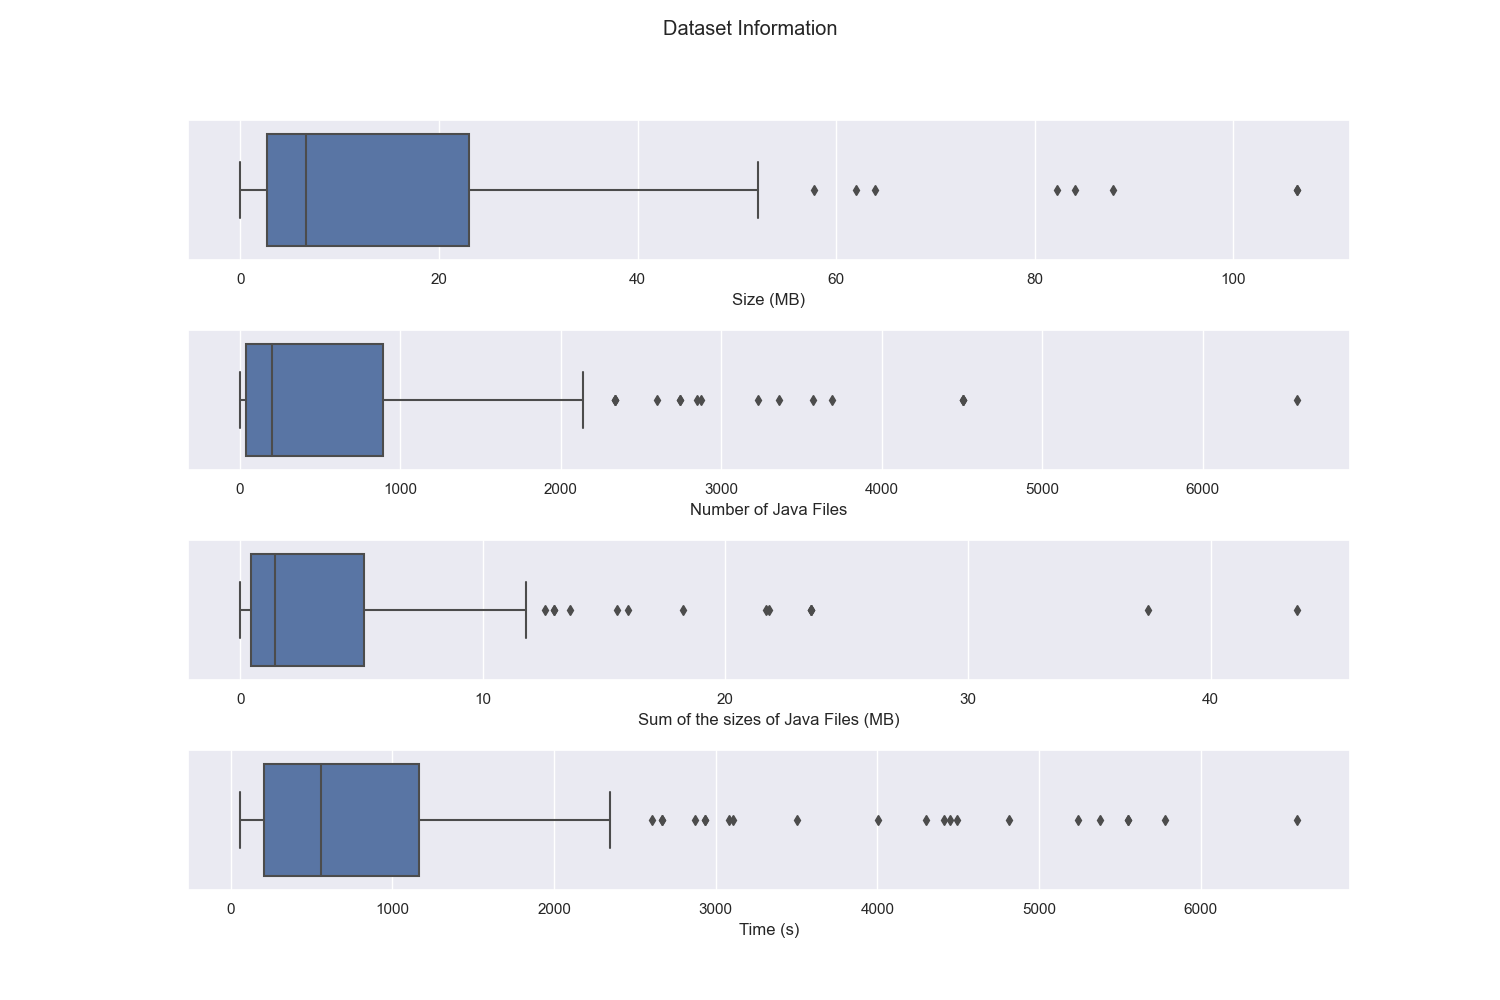 Dataset Information
0 20 40 60 80 100
Size (MB)
0 1000 2000 3000 4000 5000 6000
Number of Java Files
0 10 20 30 40
Sum of the sizes of Java Files (MB)
0 1000 2000 3000 4000 5000 6000
Time (s)